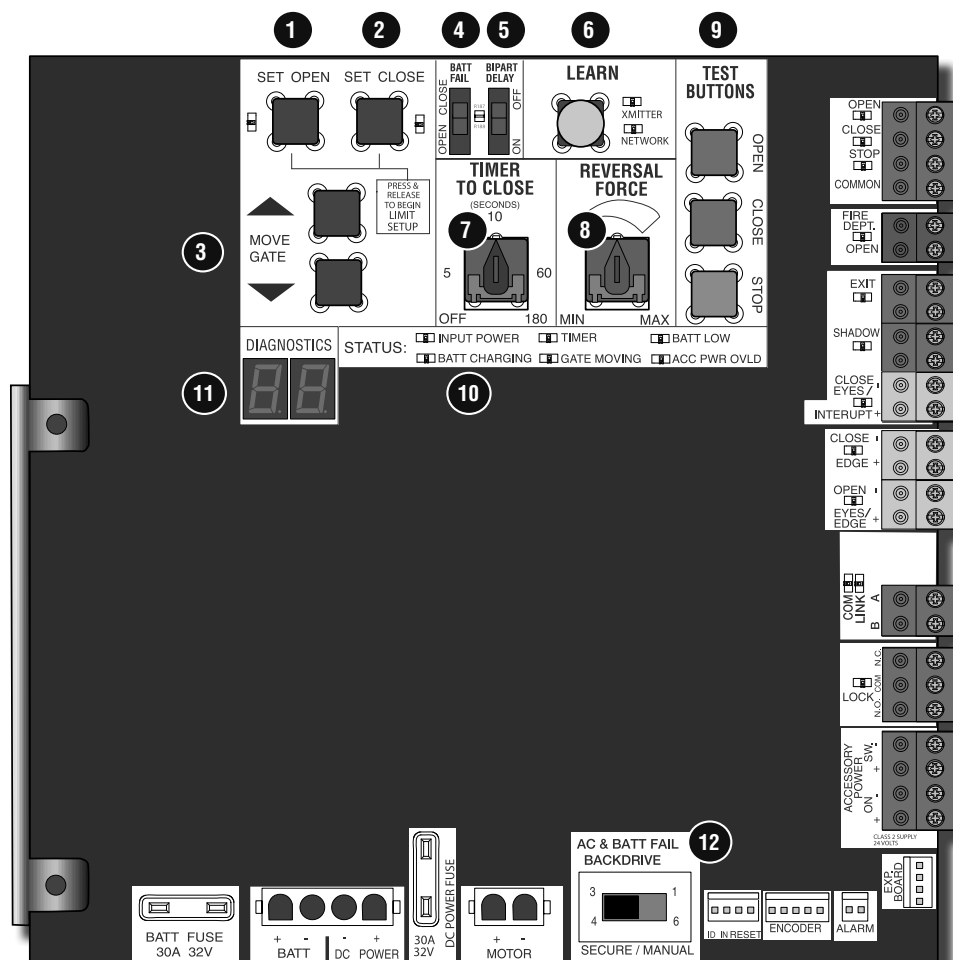 1
2
4
5
6
9
SET OPEN
SET CLOSE
BATT
FAIL
OPEN CLOSE
BIPART
DELAY
ON OFF
R187
R188
LEARN
XMITTER
NETWORK
TEST
BUTTONS
OPEN
CLOSE
STOP
PRESS &
RELEASE
TO BEGIN
LIMIT
SETUP
3
MOVE
GATE
TIMER
TO CLOSE
(SECONDS)
10
7
5
60
OFF
180
REVERSAL
FORCE
8
MIN
MAX
DIAGNOSTICS
11
8.8.
STATUS:
INPUT POWER
TIMER
BATT LOW
BATT CHARGING
GATE MOVING
ACC PWR OVLD
10
OPEN
CLOSE
STOP
COMMON
FIRE
DEPT.
OPEN
EXIT
SHADOW
CLOSE -
EYES/
INTERUPT +
CLOSE -
EDGE +
OPEN -
EYES/
EDGE +
COM
LINK
A
B
LOCK
N.C.
COM
N.O.
ACCESSORY
POWER
SW. - +
ON - +
CLASS 2 SUPPLY
24 VOLTS
EXP.
BOARD
BATT FUSE
30A 32V
+ - - +
BATT
DC POWER
DC POWER FUSE
30A
32V
+ -
MOTOR
12
AC & BATT FAIL
BACKDRIVE
3 1
4 6
SECURE / MANUAL
ID IN RESET
ENCODER
ALARM